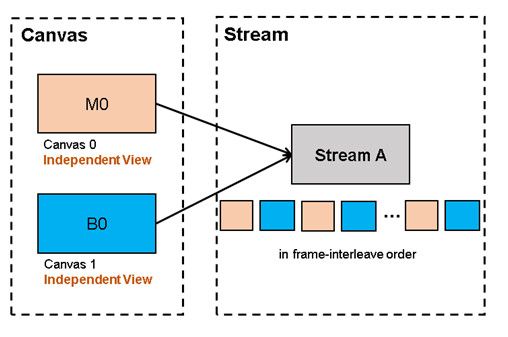 Canvas
Stream
M0
Canvas 0
Independent View
Stream A
B0
...
in frame-interleave order
Canvas 1
Independent View